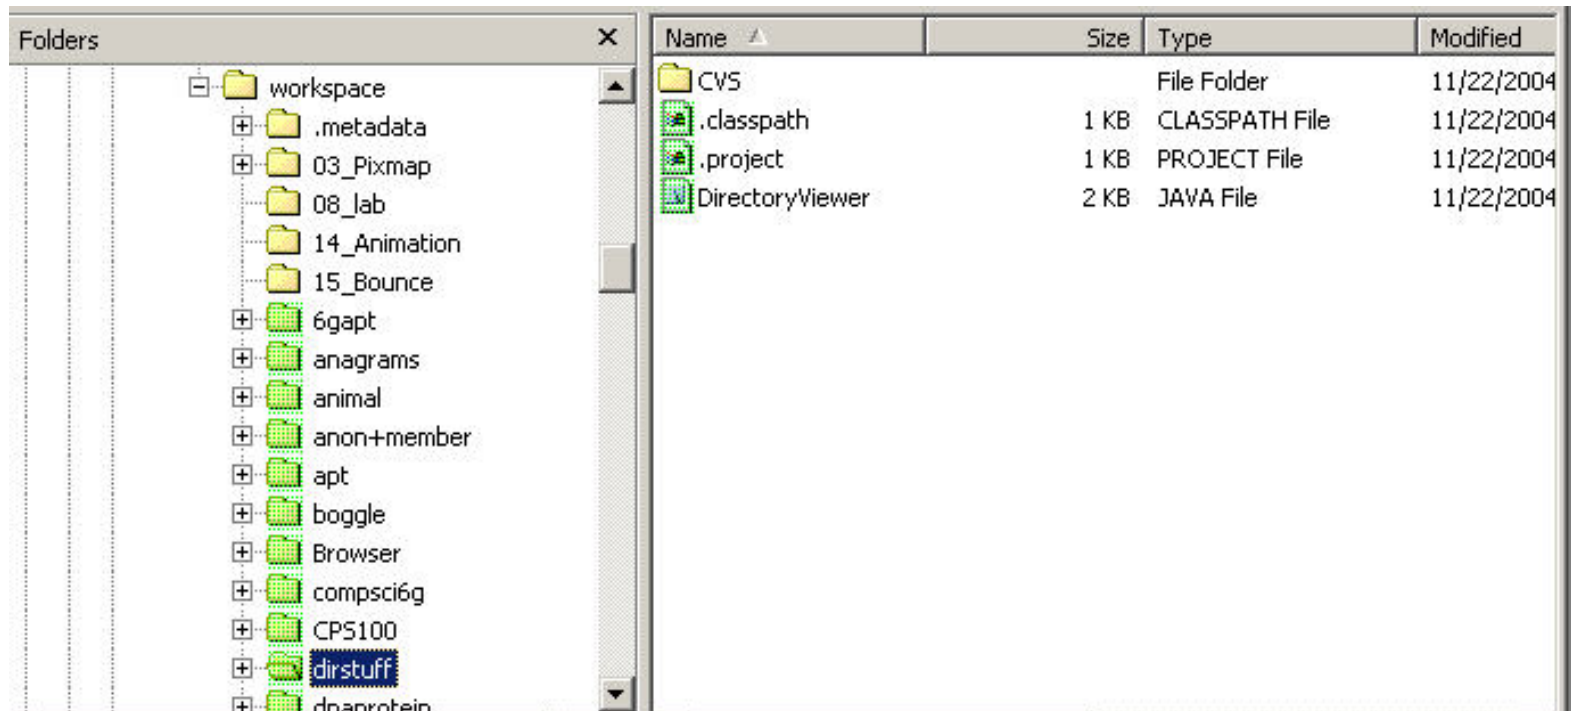 Folders
workspace
.metadata
03_Pixmap
08_lab
14_Animation
15_Bounce
6gapt
anagrams
animal
anon+member
apt
boggle
Browser
compsci6g
CPS100
dirstuff
dnaprotein
Name Size Type Modified
CVS File Folder 11/22/2004
.classpath 1 KB CLASSPATH File 11/22/2004
.project 1 KB PROJECT File 11/22/2004
DirectoryViewer 2 KB JAVA File 11/22/2004